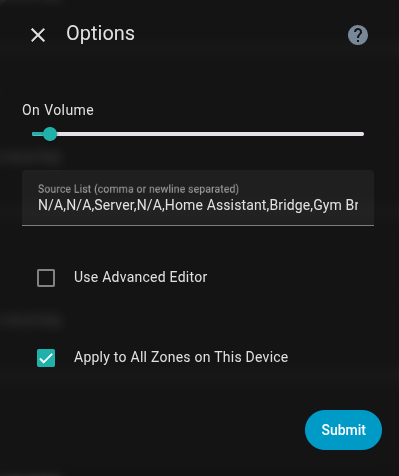 Options
?
On Volume
Source List (comma or newline separated)
N/A,N/A,Server,N/A,Home Assistant,Bridge,Gym Br
Use Advanced Editor
Apply to All Zones on This Device
Submit